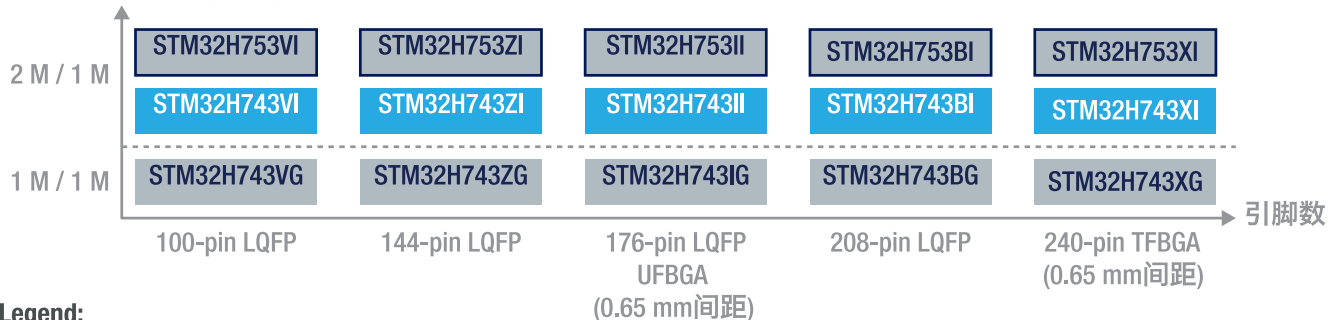 STM32H753VI STM32H753ZI STM32H753II STM32H753BI STM32H753XI
2 M / 1 M
STM32H743VI STM32H743ZI STM32H743II STM32H743BI STM32H743XI
1 M / 1 M STM32H743VG STM32H743ZG STM32H743IG STM32H743BG STM32H743XG
引脚数
100-pin LQFP 144-pin LQFP 176-pin LQFP 208-pin LQFP 240-pin TFBGA
UFBGA (0.65 mm间距)
(0.65 mm间距)
Legend: